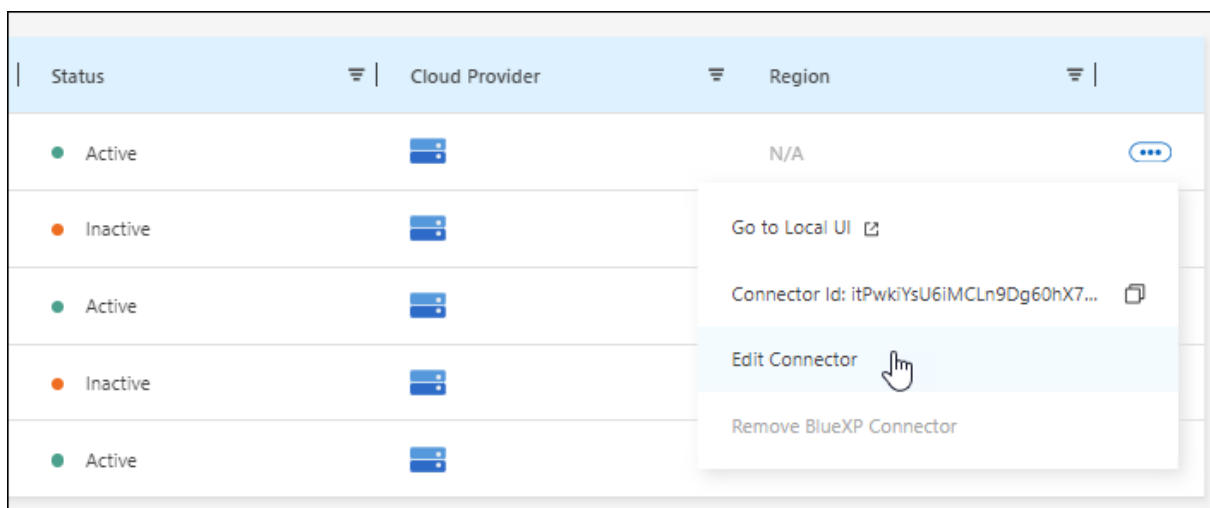 Status Cloud Provider Region
Active N/A
Inactive Go to Local UI
Active Connector Id: itPwkiYsU6iMCLn9Dg60hX7...
Edit Connector
Inactive
Remove BlueXP Connector
Active